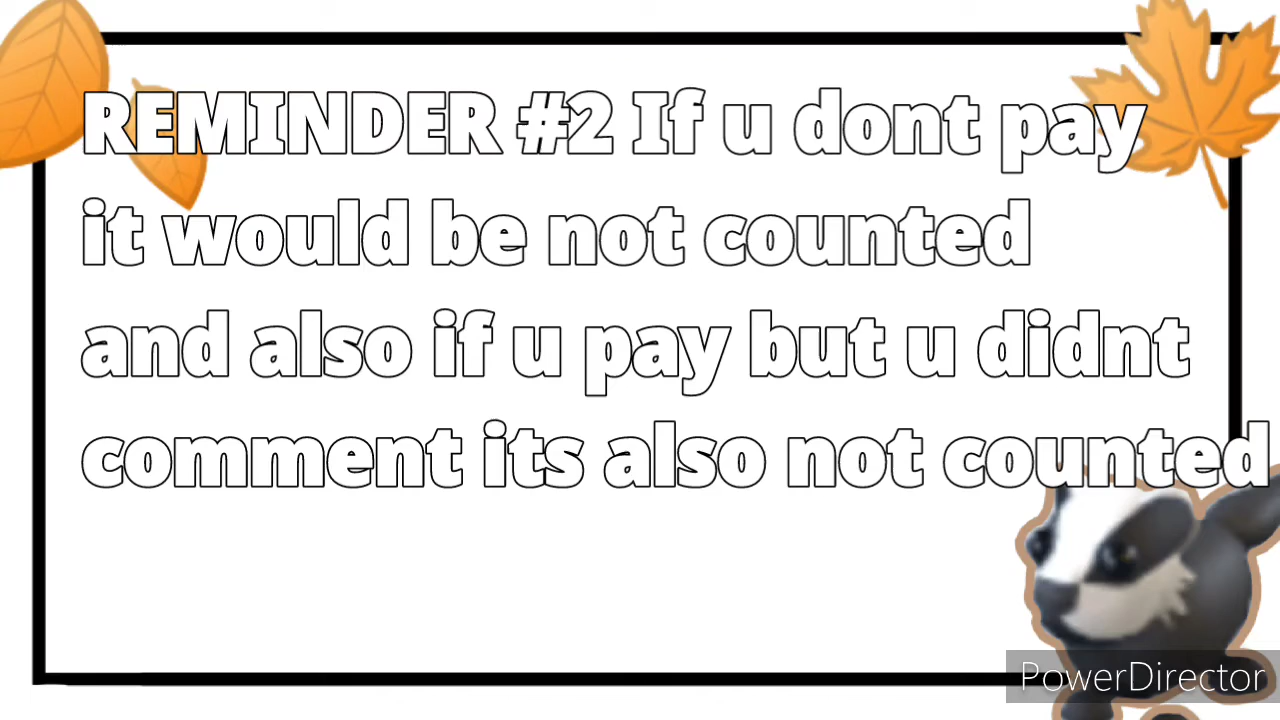 REMINDER #2 If u dont pay
it would be not counted
and also if u pay but u didnt
comment its also not counted
PowerDirector